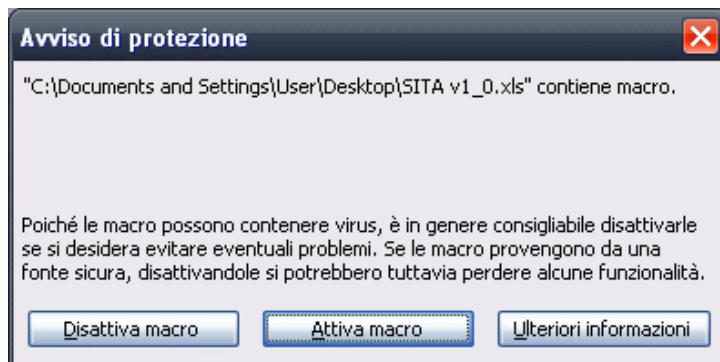 Avviso di protezione
"C:\Documents and Settings\User\Desktop\SITA v1_0.xls" contiene macro.
Poiché le macro possono contenere virus, è in genere consigliabile disattivarle
se si desidera evitare eventuali problemi. Se le macro provengono da una
fonte sicura, disattivandole si potrebbero tuttavia perdere alcune funzionalità.
Disattiva macro Attiva macro Ulteriori informazioni